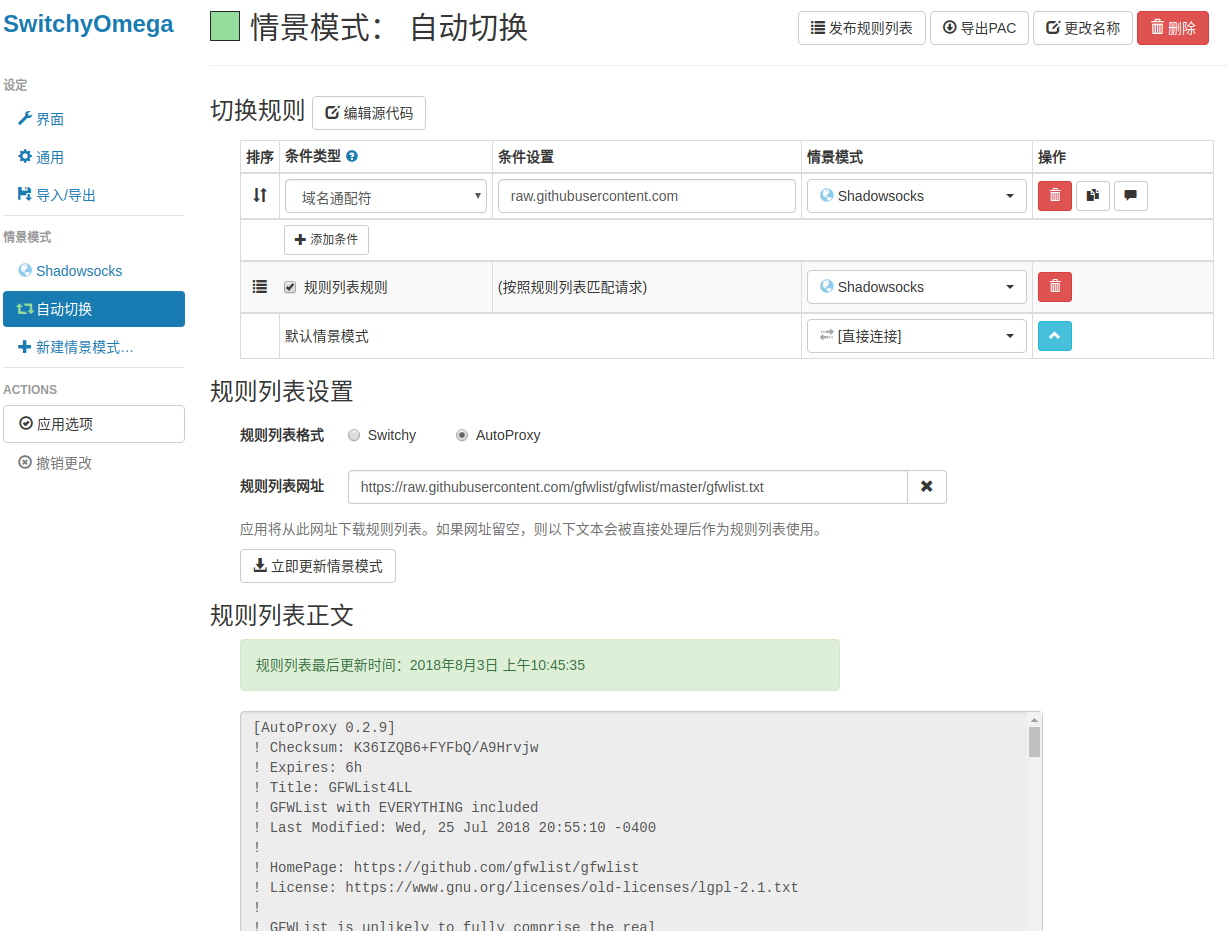 SwitchyOmega
设定
界面
通用
导入/导出
情景模式
Shadowsocks
自动切换
新建情景模式…
ACTIONS
应用选项
撤销更改
情景模式： 自动切换
发布规则列表 导出PAC 更改名称 删除
切换规则 编辑源代码
排序 条件类型 条件设置 情景模式 操作
域名通配符 raw.githubusercontent.com Shadowsocks
添加条件
规则列表规则 (按照规则列表匹配请求) Shadowsocks
默认情景模式 [直接连接]
规则列表设置
规则列表格式 Switchy AutoProxy
规则列表网址 https://raw.githubusercontent.com/gfwlist/gfwlist/master/gfwlist.txt
应用将从此网址下载规则列表。如果网址留空，则以下文本会被直接处理后作为规则列表使用。
立即更新情景模式
规则列表正文
规则列表最后更新时间：2018年8月3日 上午10:45:35
[AutoProxy 0.2.9]
! Checksum: K36IZQB6+FYFbQ/A9Hrvjw
! Expires: 6h
! Title: GFWList4LL
! GFWList with EVERYTHING included
! Last Modified: Wed, 25 Jul 2018 20:55:10 -0400
!
! HomePage: https://github.com/gfwlist/gfwlist
! License: https://www.gnu.org/licenses/old-licenses/lgpl-2.1.txt
!
! GFWList is unlikely to fully comprise the real